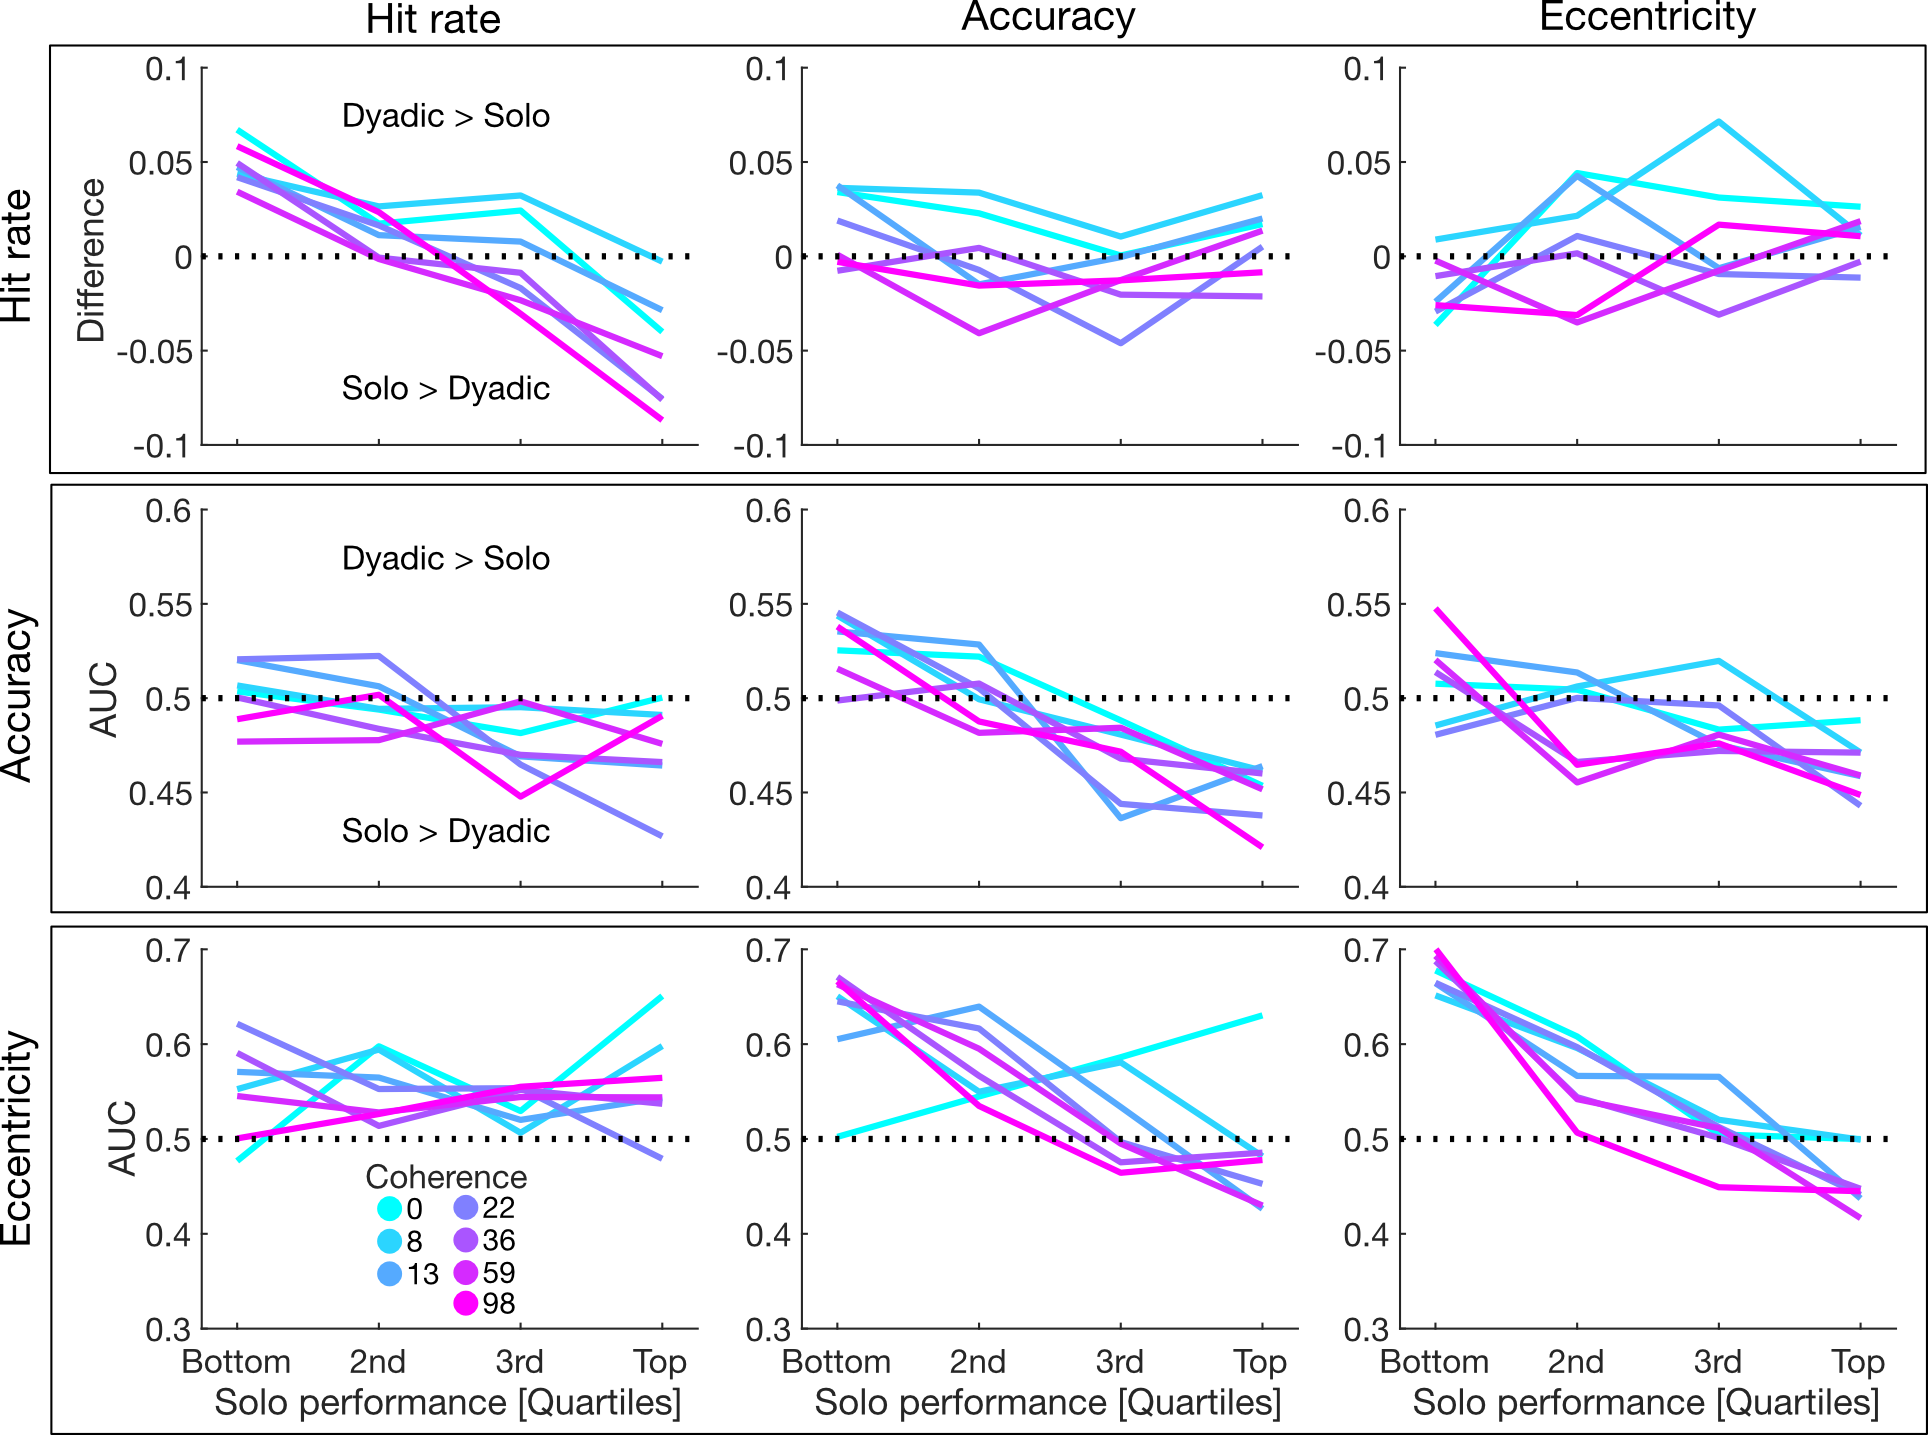 Hit rate Accuracy Eccentricity
Hit rate
Difference
0.1
0.05
0
-0.05
-0.1
Dyadic > Solo
Solo > Dyadic
0.1
0.05
0
-0.05
-0.1
0.1
0.05
0
-0.05
-0.1
Accuracy
AUC
0.6
0.55
0.5
0.45
0.4
Dyadic > Solo
Solo > Dyadic
0.6
0.55
0.5
0.45
0.4
0.6
0.55
0.5
0.45
0.4
Eccentricity
AUC
0.7
0.6
0.5
0.4
0.3
Coherence
0 22
8 36
13 59
98
Bottom 2nd 3rd Top
Solo performance [Quartiles]
0.7
0.6
0.5
0.4
0.3
Bottom 2nd 3rd Top
Solo performance [Quartiles]
0.7
0.6
0.5
0.4
0.3
Bottom 2nd 3rd Top
Solo performance [Quartiles]